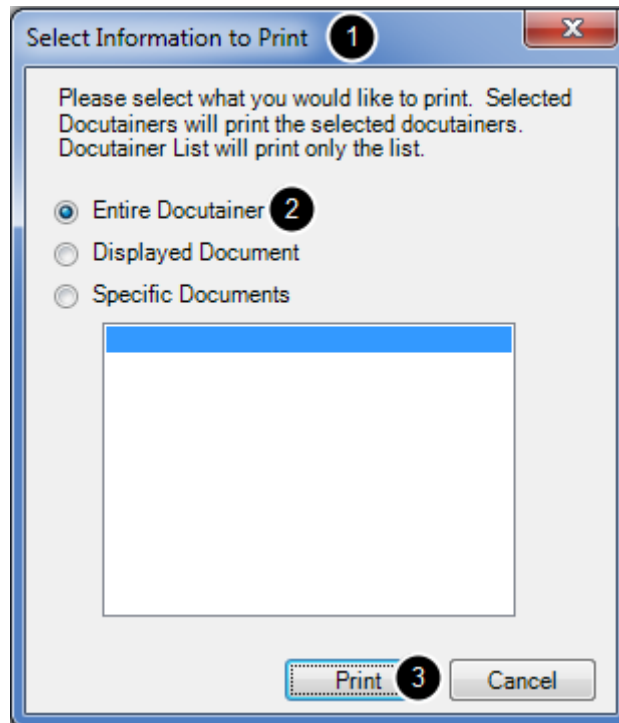 Select Information to Print 1
X
Please select what you would like to print. Selected
Docutainers will print the selected docutainers.
Docutainer List will print only the list.
Entire Docutainer 2
Displayed Document
Specific Documents
Print 3 Cancel